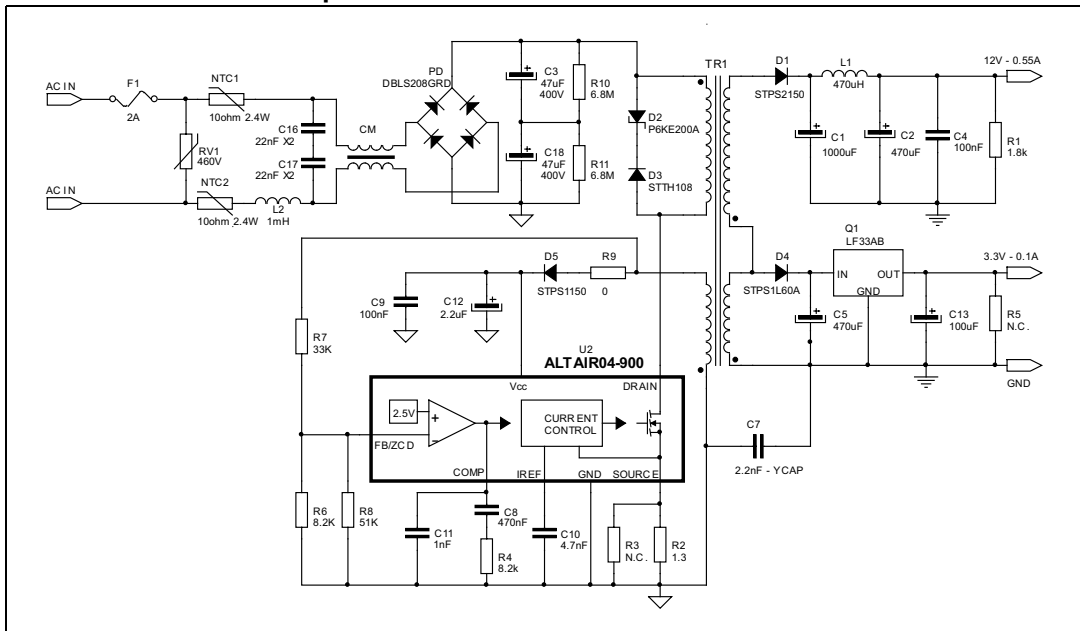 AC IN
F1
2A
NTC1
10ohm 2.4W
RV1
460V
C16
22nF X2
C17
22nF X2
CM
PD
DBLS208GRD
C3
47uF
400V
R10
6.8M
C18
47uF
400V
R11
6.8M
D2
P6KE200A
D3
STTH108
TR1
D1
STPS2150
L1
470uH
12V - 0.55A
C1
1000uF
C2
470uF
C4
100nF
R1
1.8k
AC IN
NTC2
10ohm 2.4W
L2
1mH
Q1
LF33AB
IN
OUT
GND
D4
STPS1L60A
3.3V - 0.1A
C5
470uF
C13
100uF
R5
N.C.
GND
D5
STPS1150
R9
0
C9
100nF
C12
2.2uF
R7
33K
U2
ALTAIR04-900
Vcc
DRAIN
2.5V
+
-
CURRENT
CONTROL
FB/ZCD
COMP
IREF
GND
SOURCE
C7
2.2nF - YCAP
R6
8.2K
R8
51K
C11
1nF
C8
470nF
R4
8.2k
C10
4.7nF
R3
N.C.
R2
1.3